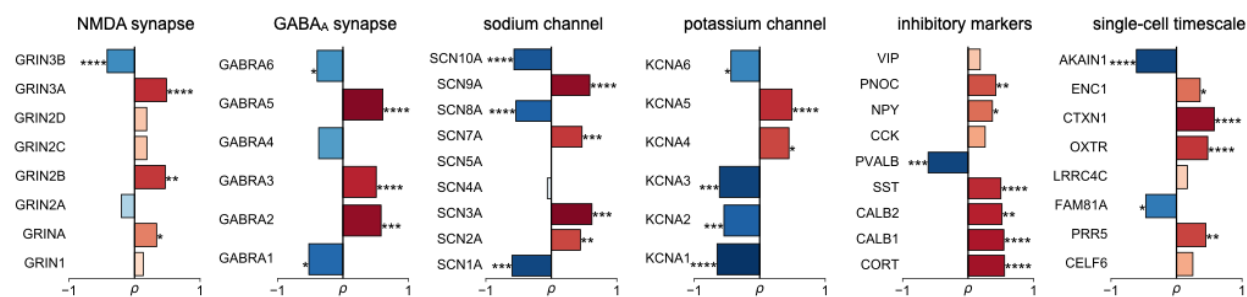 NMDA synapse
GRIN3B ****
GRIN3A ****
GRIN2D
GRIN2C
GRIN2B **
GRIN2A
GRINA *
GRIN1
−1 ρ 1
GABAA synapse
GABRA6 *
GABRA5 ****
GABRA4
GABRA3 ****
GABRA2 ***
GABRA1 *
−1 ρ 1
sodium channel
SCN10A ****
SCN9A ****
SCN8A ****
SCN7A ***
SCN5A
SCN4A
SCN3A ***
SCN2A **
SCN1A ***
−1 ρ 1
potassium channel
KCNA6 *
KCNA5 ****
KCNA4 *
KCNA3 ***
KCNA2 ***
KCNA1 ****
−1 ρ 1
inhibitory markers
VIP
PNOC **
NPY *
CCK
PVALB ***
SST ****
CALB2 **
CALB1 ****
CORT ****
−1 ρ 1
single-cell timescale
AKAIN1 ****
ENC1 *
CTXN1 ****
OXTR ****
LRRC4C
FAM81A *
PRR5 **
CELF6
−1 ρ 1